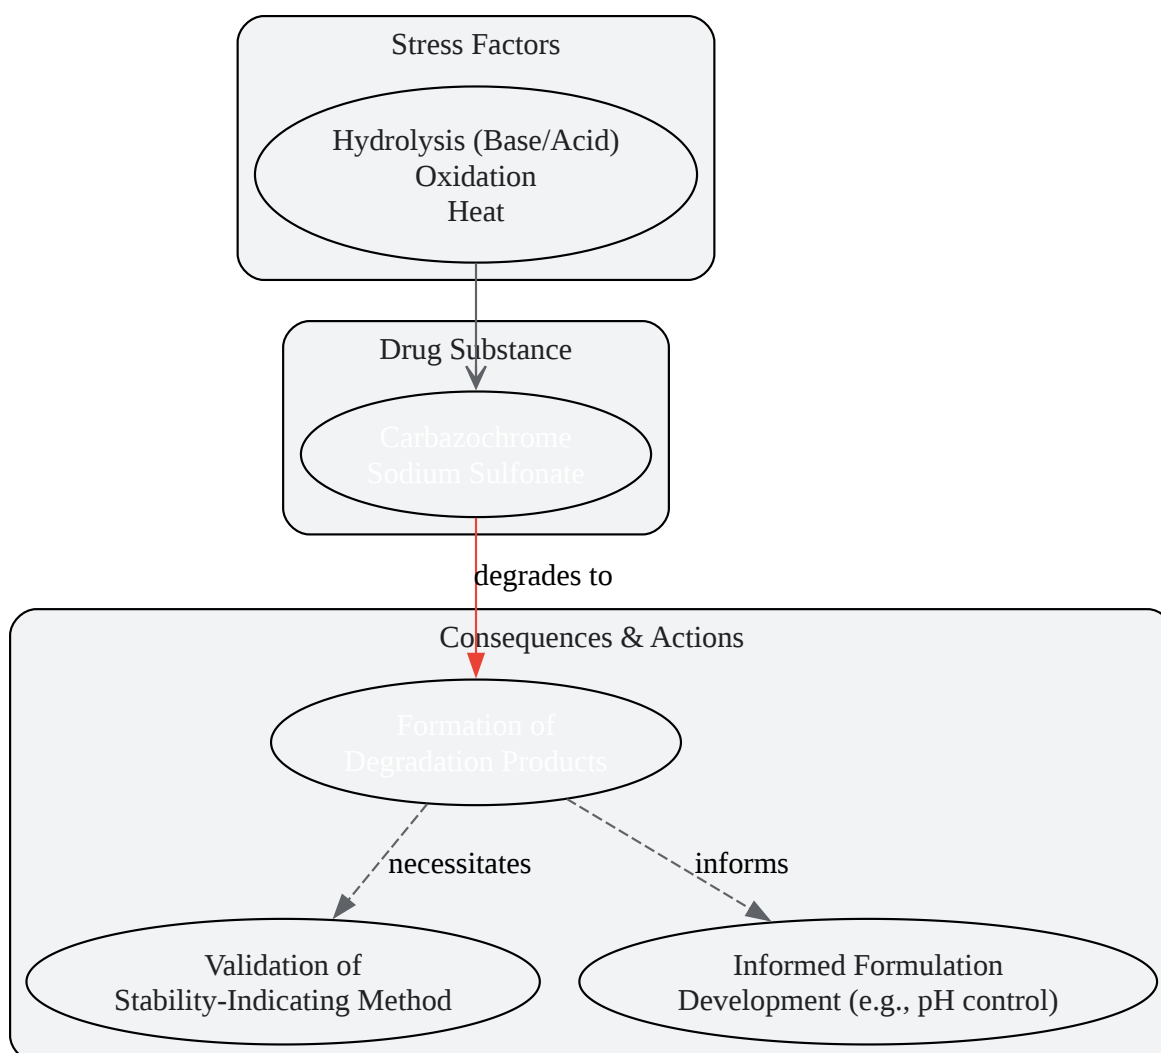 Stress Factors
Hydrolysis (Base/Acid)
Oxidation
Heat
Drug Substance
Carbazochrome
Sodium Sulfonate
degrades to
Consequences & Actions
Formation of
Degradation Products
necessitates
informs
Validation of
Stability-Indicating Method
Informed Formulation
Development (e.g., pH control)